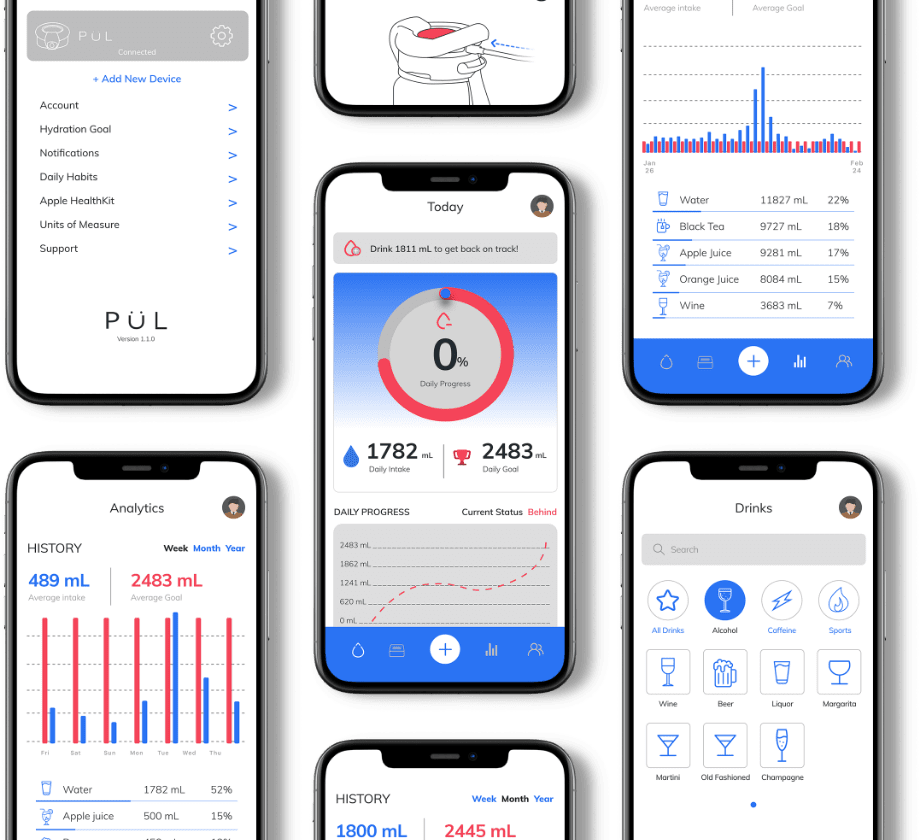 PÜL
Connected
+ Add New Device
Account >
Hydration Goal >
Notifications >
Daily Habits >
Apple HealthKit >
Units of Measure >
Support >
PÜL
Version 1.1.0
Analytics
HISTORY Week Month Year
489 mL 2483 mL
Average intake Average Goal
Fri Sat Sun Mon Tue Wed Thu
Water 1782 mL 52%
Apple juice 500 mL 15%
Today
Drink 1811 mL to get back on track!
0%
Daily Progress
1782 mL 2483 mL
Daily Intake Daily Goal
DAILY PROGRESS Current Status Behind
2483 mL
1862 mL
1241 mL
620 mL
0 mL
HISTORY Week Month Year
1800 mL 2445 mL
Average intake Average Goal
Jan 26 Feb 24
Water 11827 mL 22%
Black Tea 9727 mL 18%
Apple Juice 9281 mL 17%
Orange Juice 8084 mL 15%
Wine 3683 mL 7%
Drinks
Search
All Drinks Alcohol Caffeine Sports
Wine Beer Liquor Margarita
Martini Old Fashioned Champagne